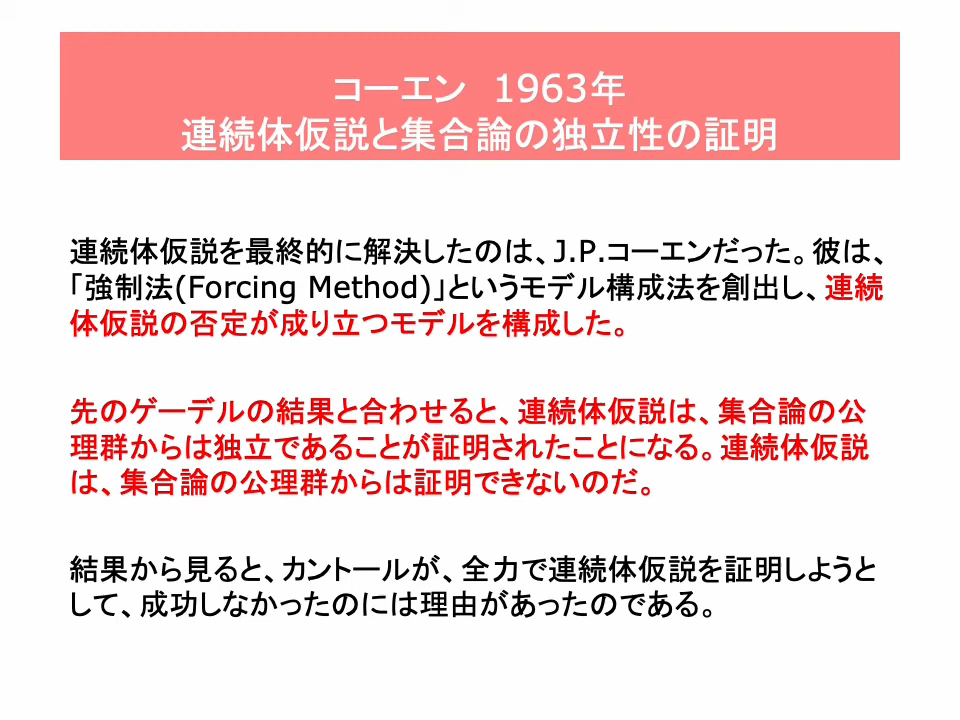 コーエン 1963年
連続体仮説と集合論の独立性の証明
連続体仮説を最終的に解決したのは、J.P.コーエンだった。彼は、
「強制法(Forcing Method)」というモデル構成法を創出し、連続
体仮説の否定が成り立つモデルを構成した。
先のゲーデルの結果と合わせると、連続体仮説は、集合論の公
理群からは独立であることが証明されたことになる。連続体仮説
は、集合論の公理群からは証明できないのだ。
結果から見ると、カントールが、全力で連続体仮説を証明しようと
して、成功しなかったのには理由があったのである。